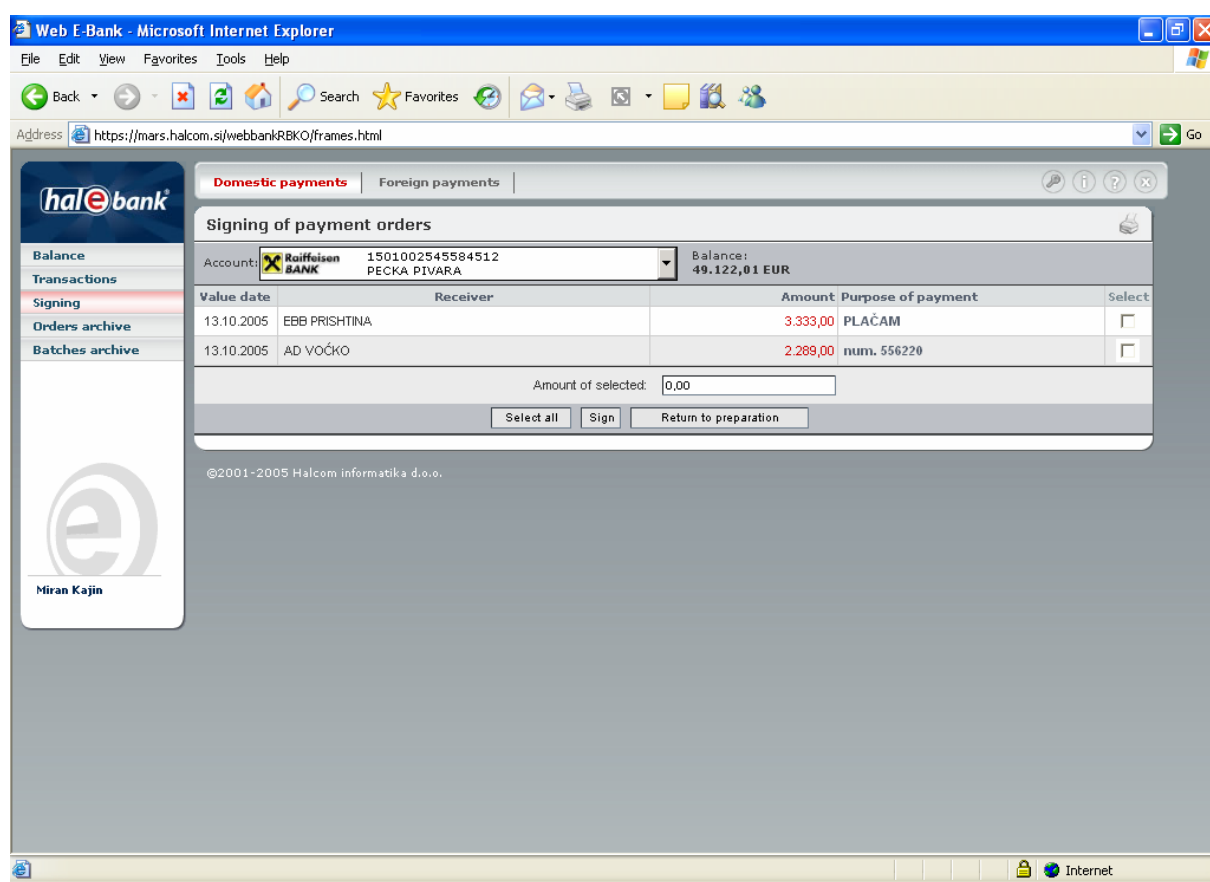 Web E-Bank - Microsoft Internet Explorer
File Edit View Favorites Tools Help
Back Search Favorites
Address https://mars.halcom.si/webbankRBKO/frames.html Go
hal e bank
Domestic payments Foreign payments
Signing of payment orders
Balance
Transactions
Signing
Orders archive
Batches archive
Miran Kajin
Account: Raiffeisen BANK 1501002545584512 PECKA PIVARA Balance: 49.122,01 EUR
Value date Receiver Amount Purpose of payment Select
13.10.2005 EBB PRISHTINA 3.333,00 PLAČAM
13.10.2005 AD VOĆKO 2.289,00 num. 556220
Amount of selected: 0,00
Select all Sign Return to preparation
©2001-2005 Halcom informatika d.o.o.
Internet